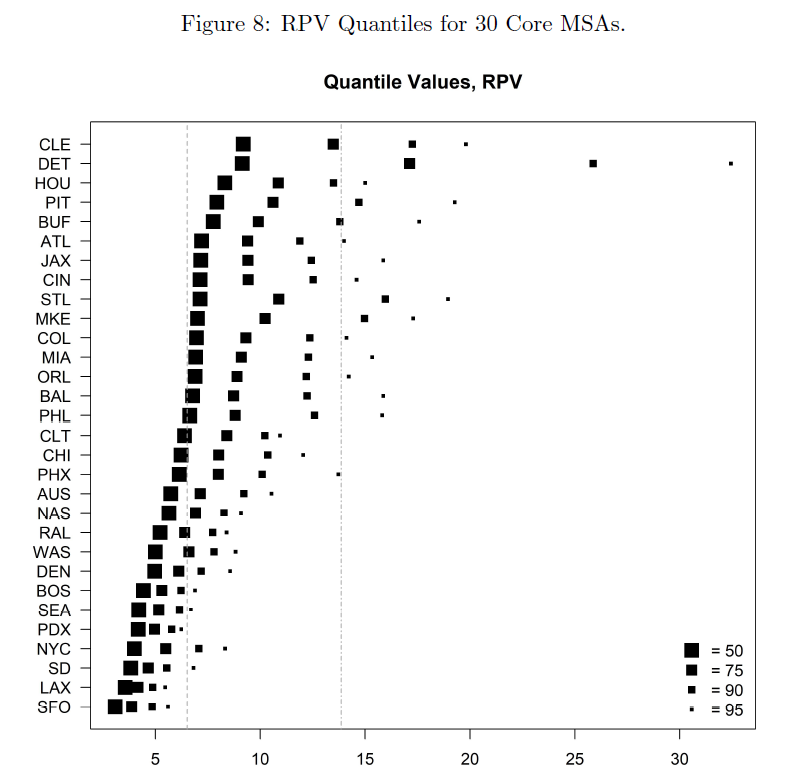 Figure 8: RPV Quantiles for 30 Core MSAs.
Quantile Values, RPV
CLE
DET
HOU
PIT
BUF
ATL
JAX
CIN
STL
MKE
COL
MIA
ORL
BAL
PHL
CLT
CHI
PHX
AUS
NAS
RAL
WAS
DEN
BOS
SEA
PDX
NYC
SD
LAX
SFO
= 50
= 75
= 90
= 95
5 10 15 20 25 30